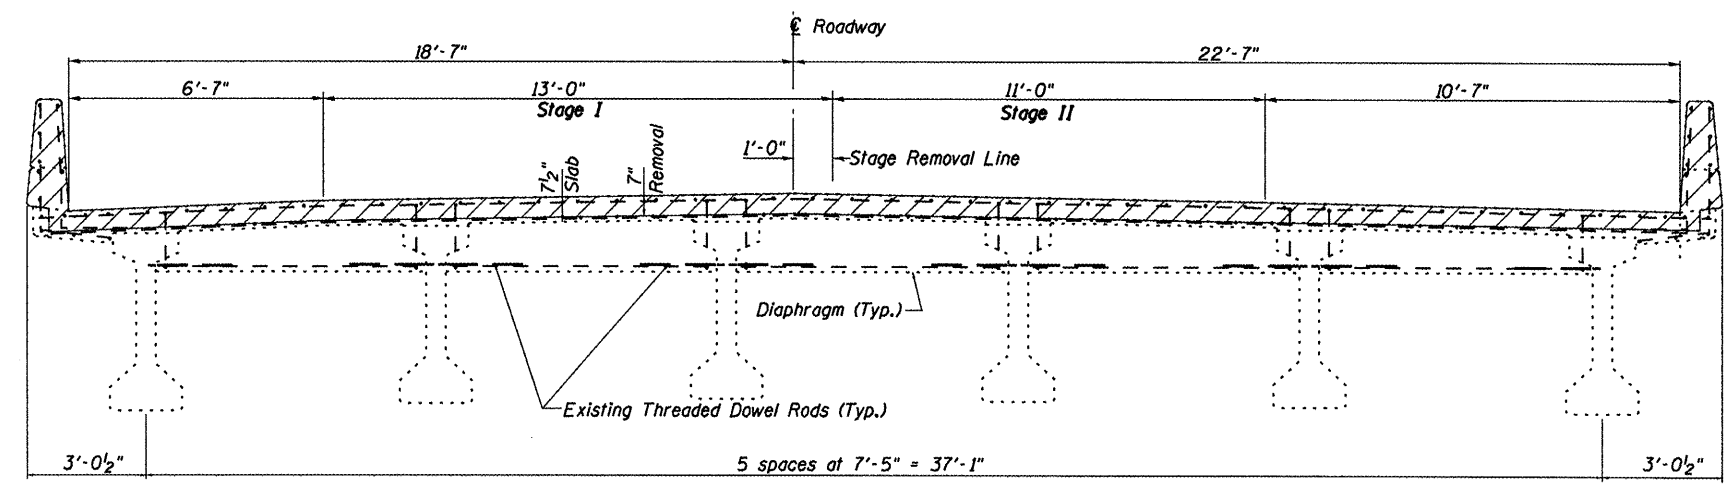 ℄ Roadway
18'-7"
22'-7"
6'-7"
13'-0"
11'-0"
10'-7"
Stage I
Stage II
1'-0"
Stage Removal Line
7½"
Slab
7"
Removal
Diaphragm (Typ.)
Existing Threaded Dowel Rods (Typ.)
3'-0½"
5 spaces at 7'-5" = 37'-1"
3'-0½"